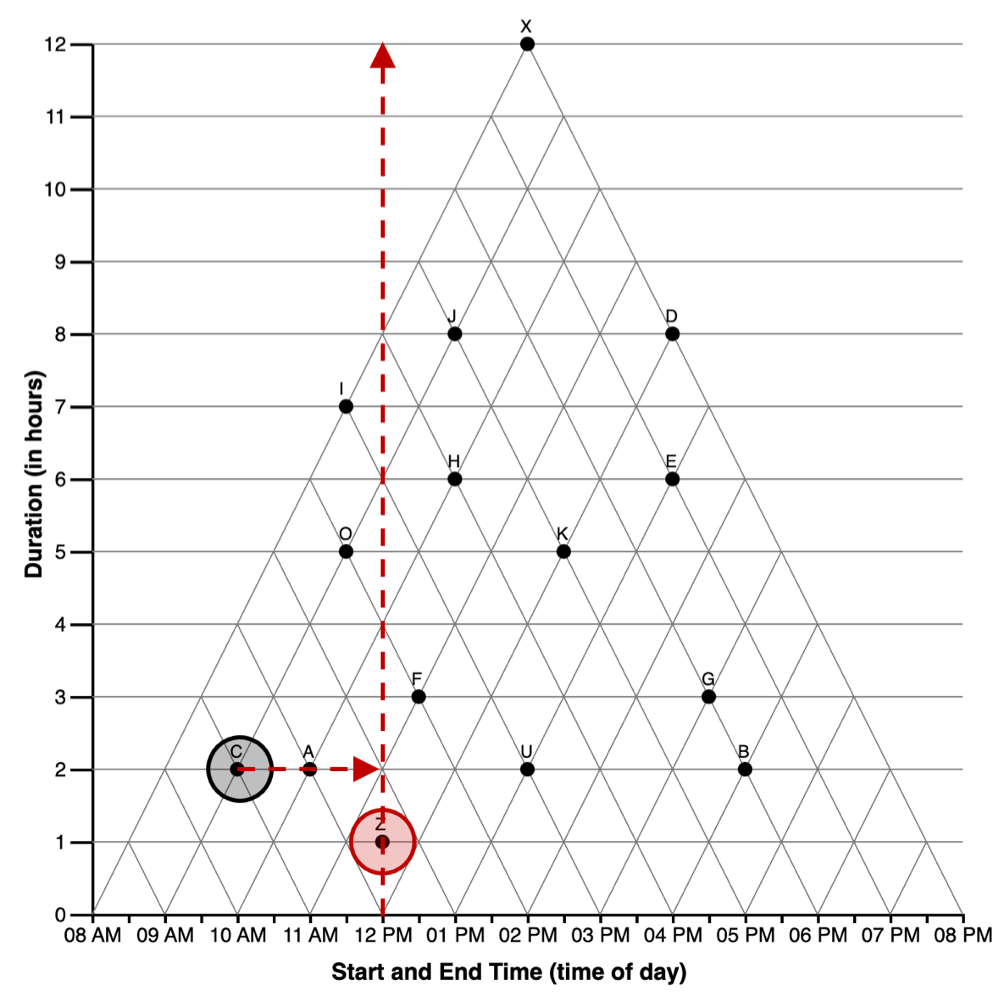 X
12
11
10
9
J
D
8
I
7
H
E
6
O
K
5
4
F
G
3
C
A
U
B
2
Z
1
0
08 AM 09 AM 10 AM 11 AM 12 PM 01 PM 02 PM 03 PM 04 PM 05 PM 06 PM 07 PM 08 PM
Start and End Time (time of day)
Duration (in hours)